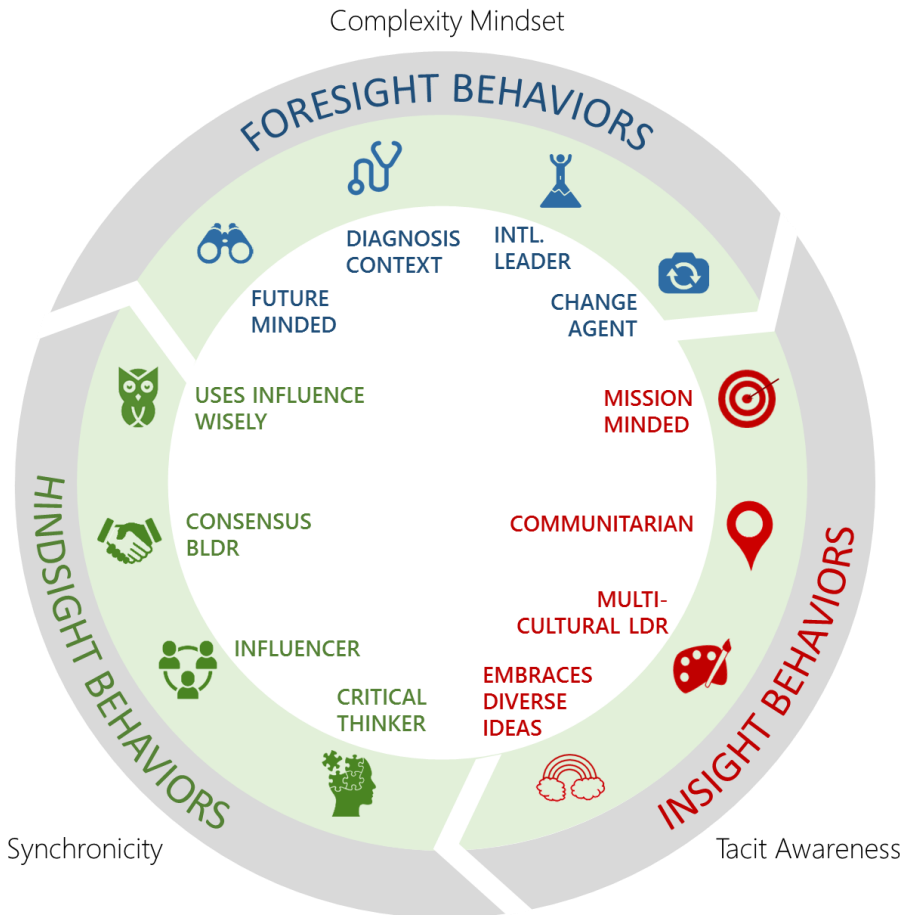 Complexity Mindset
FORESIGHT BEHAVIORS
DIAGNOSIS
CONTEXT
INTL.
LEADER
FUTURE
MINDED
CHANGE
AGENT
USES INFLUENCE
WISELY
MISSION
MINDED
CONSENSUS
BLDR
COMMUNITARIAN
MULTI-
CULTURAL LDR
INFLUENCER
EMBRACES
DIVERSE
IDEAS
CRITICAL
THINKER
HINDSIGHT BEHAVIORS
INSIGHT BEHAVIORS
Synchronicity
Tacit Awareness